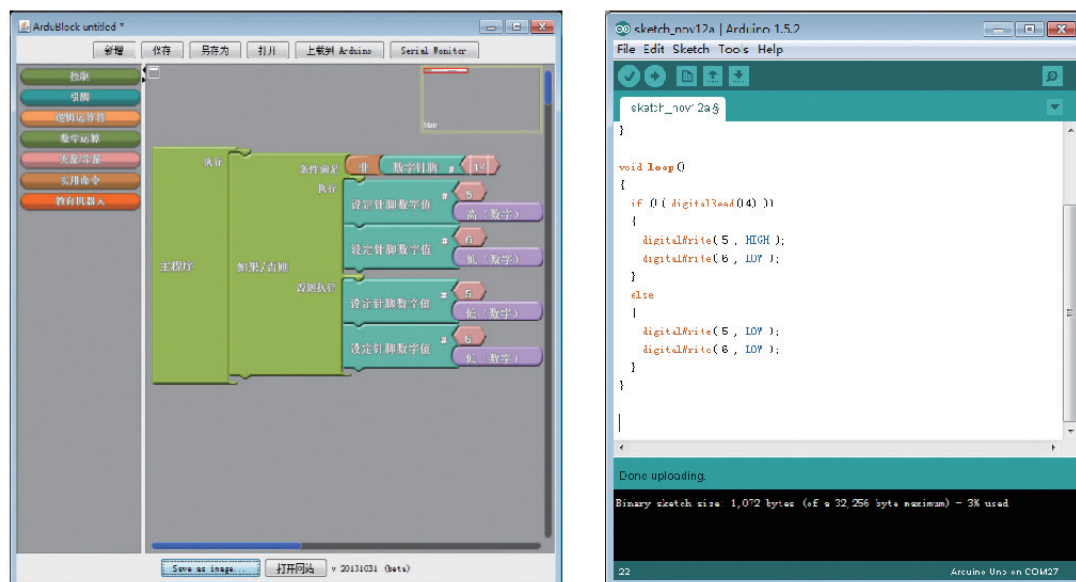 ArduBlock untitled *
新增 保存 另存为 打开 上载到 Arduino Serial Monitor
控制
引脚
逻辑运算符
数学运算
变量/常量
实用命令
教育机器人
Main
主程序
执行
如果/否则
条件满足
非
数字针脚
#
执行
设定针脚数字值
# 5
高（数字）
设定针脚数字值
# 6
低（数字）
否则执行
设定针脚数字值
# 5
低（数字）
设定针脚数字值
# 6
低（数字）
Save as image... 打开网站 v 20131031 (beta)
sketch_nov12a | Arduino 1.5.2
File Edit Sketch Tools Help
sketch_nov12a §
}
void loop()
{
if (!( digitalRead(14) ))
{
digitalWrite( 5 , HIGH );
digitalWrite( 6 , LOW );
}
else
{
digitalWrite( 5 , LOW );
digitalWrite( 6 , LOW );
}
}
Done uploading.
Binary sketch size: 1,072 bytes (of a 32,256 byte maximum) - 3% used
22 Arduino Uno on COM27